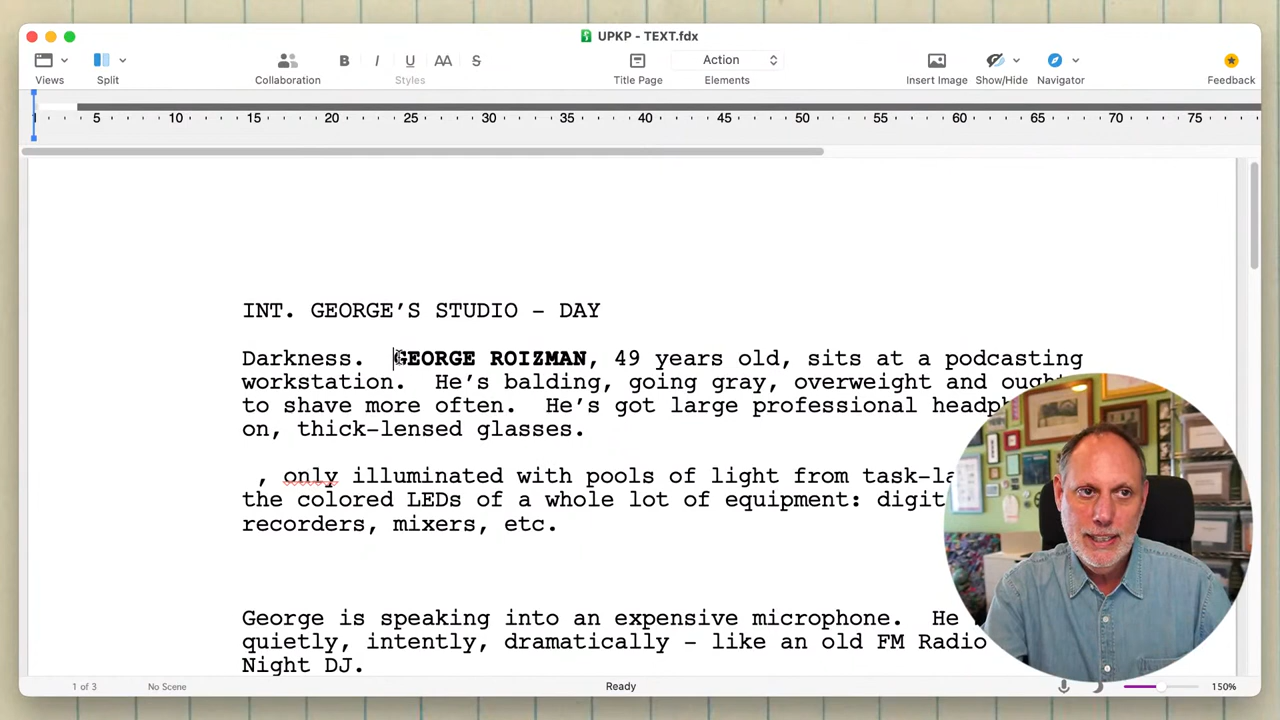 UPKP - TEXT.fdx
Views Split Collaboration B I U AA S Styles Title Page Action Elements Insert Image Show/Hide Navigator Feedback
1 5 10 15 20 25 30 35 40 45 50 55 60 65 70 75
INT. GEORGE’S STUDIO - DAY
Darkness. GEORGE ROIZMAN, 49 years old, sits at a podcasting
workstation. He’s balding, going gray, overweight and
to shave more often. He’s got large professional
on, thick-lensed glasses.
, only illuminated with pools of light from
the colored LEDs of a whole lot of equipment:
recorders, mixers, etc.
George is speaking into an expensive microphone. He
quietly, intently, dramatically - like an old FM Radio
Night DJ.
1 of 3 No Scene Ready 150%